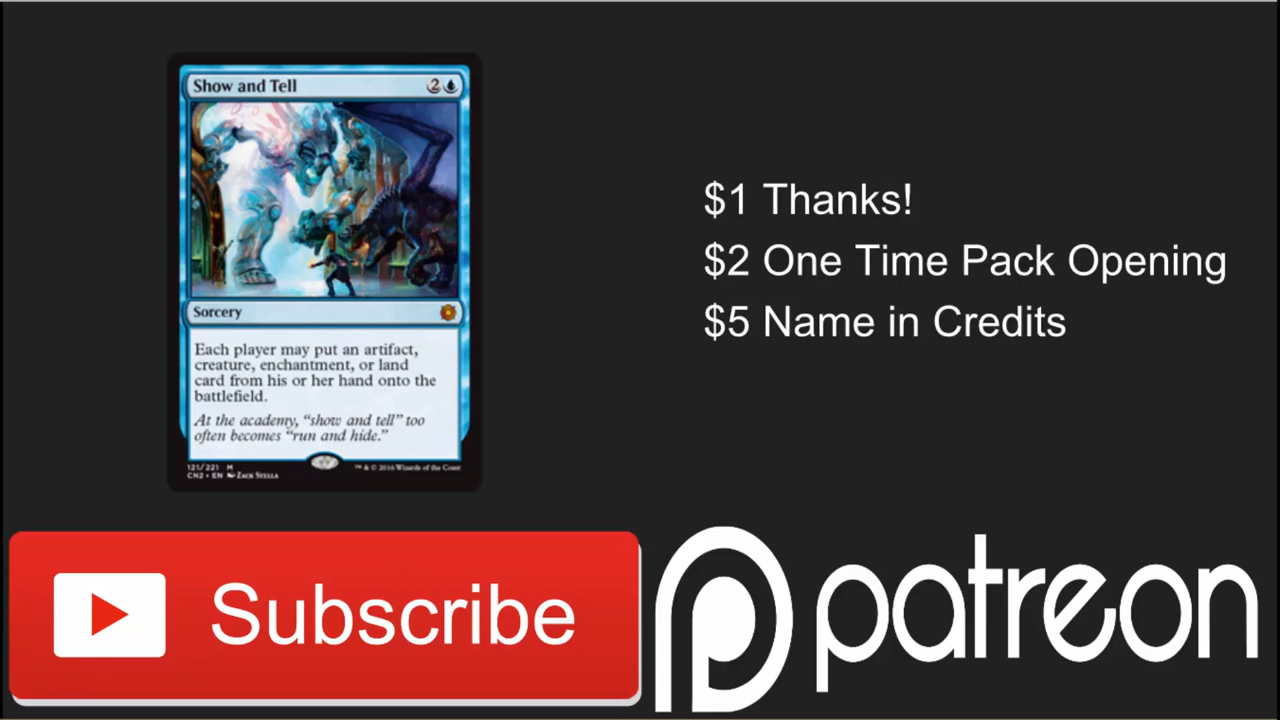 Show and Tell 2
Sorcery
Each player may put an artifact,
creature, enchantment, or land
card from his or her hand onto the
battlefield.
At the academy, “show and tell” too
often becomes “run and hide.”
121/221 M
CN2 • EN Zack Stella
™ & © 2016 Wizards of the Coast
$1 Thanks!
$2 One Time Pack Opening
$5 Name in Credits
Subscribe
patreon